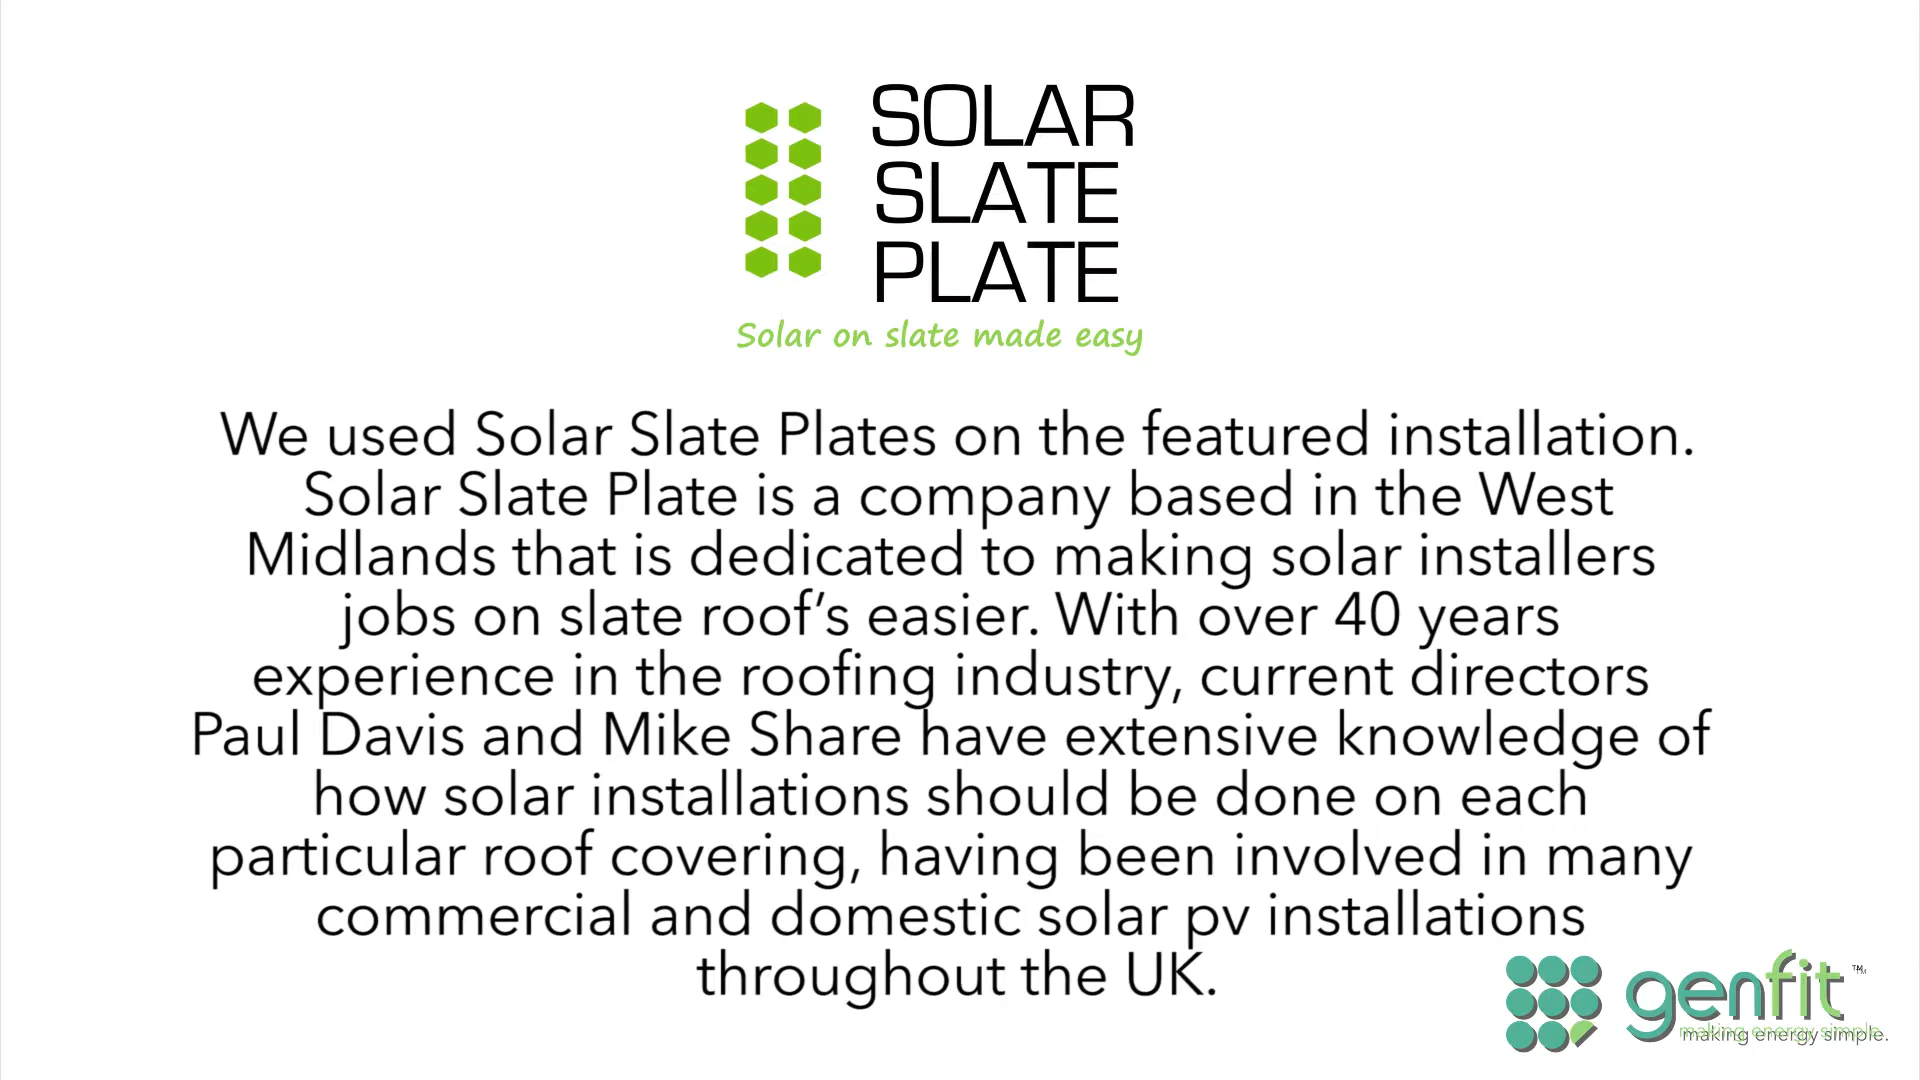 SOLAR
SLATE
PLATE
Solar on slate made easy
We used Solar Slate Plates on the featured installation.
Solar Slate Plate is a company based in the West
Midlands that is dedicated to making solar installers
jobs on slate roof’s easier. With over 40 years
experience in the roofing industry, current directors
Paul Davis and Mike Share have extensive knowledge of
how solar installations should be done on each
particular roof covering, having been involved in many
commercial and domestic solar pv installations
throughout the UK.
genfit™
making energy simple.